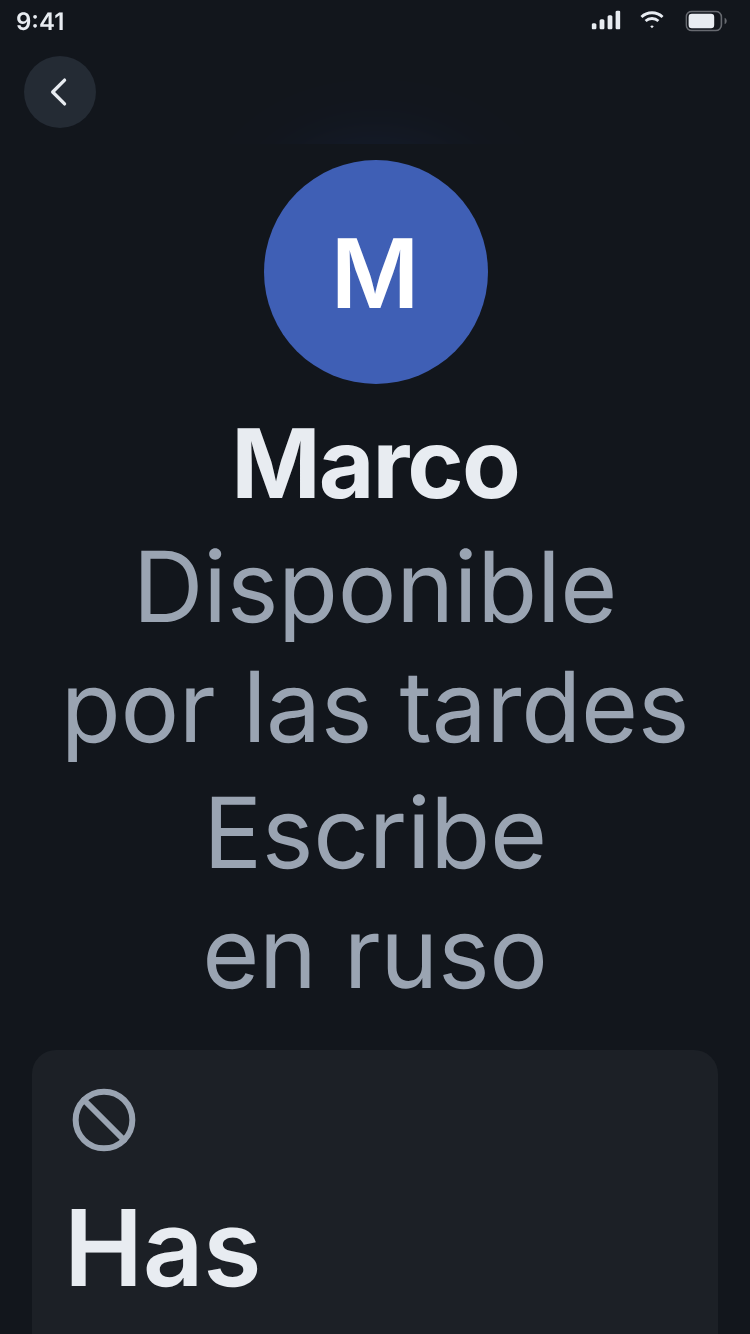 9:41
M
Marco
Disponible
por las tardes
Escribe
en ruso
Has